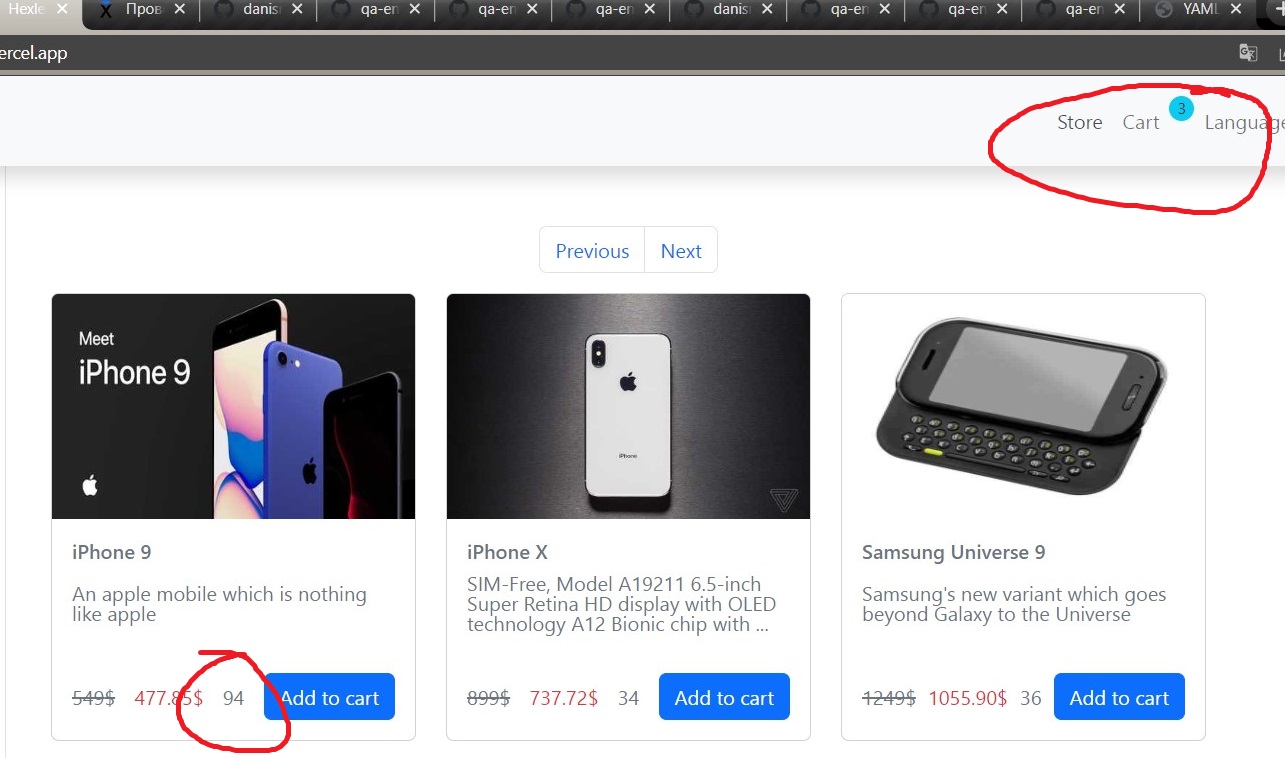 Hexle
Пров
danis
qa-en
qa-en
qa-en
danis
qa-en
qa-en
qa-en
YAML
ercel.app
Store Cart 3 Language
Previous Next
Meet
iPhone 9
iPhone
iPhone 9
An apple mobile which is nothing
like apple
549$ 477.85$ 94 Add to cart
iPhone X
SIM-Free, Model A19211 6.5-inch
Super Retina HD display with OLED
technology A12 Bionic chip with ...
899$ 737.72$ 34 Add to cart
Samsung Universe 9
Samsung's new variant which goes
beyond Galaxy to the Universe
1249$ 1055.90$ 36 Add to cart